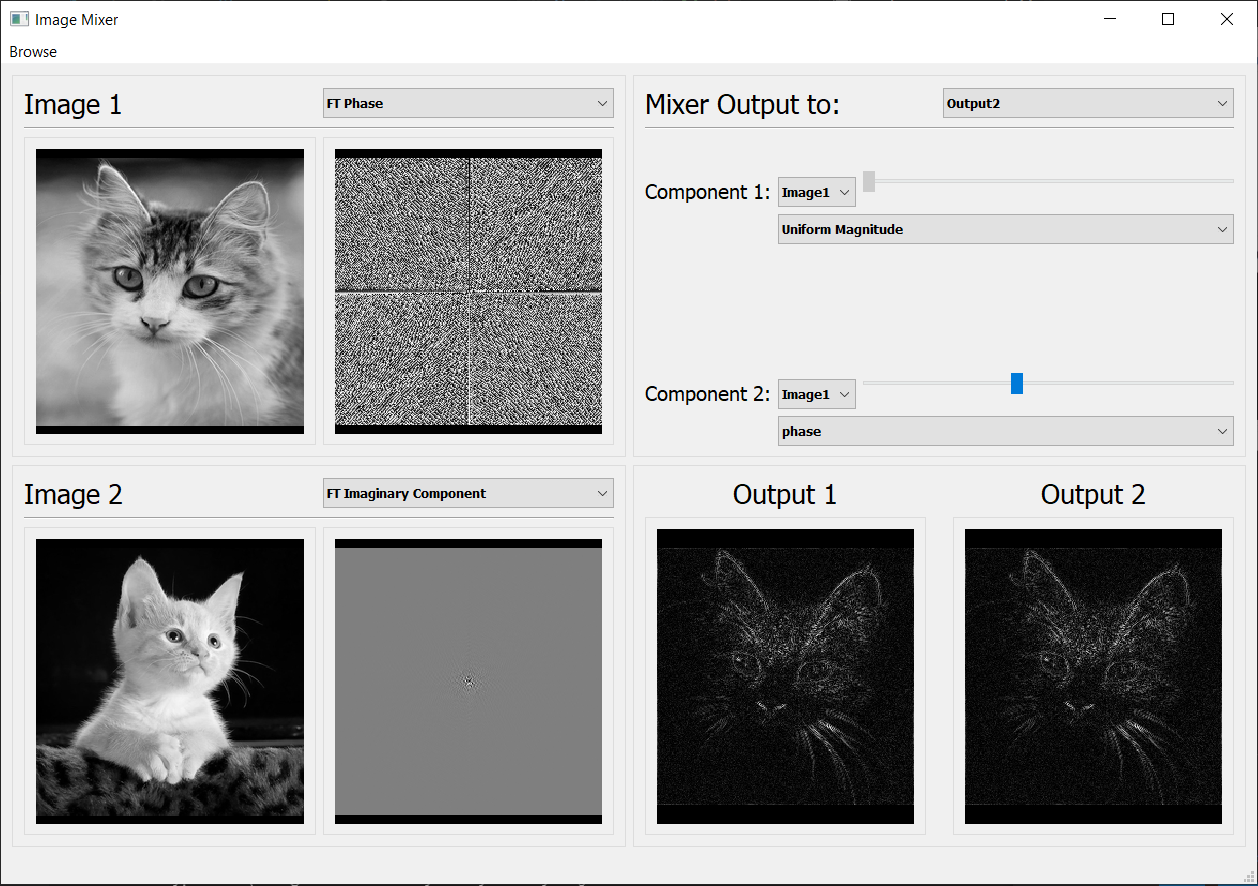 Image Mixer
Browse
Image 1
FT Phase
Mixer Output to:
Output2
Component 1:
Image1
Uniform Magnitude
Component 2:
Image1
phase
Image 2
FT Imaginary Component
Output 1
Output 2